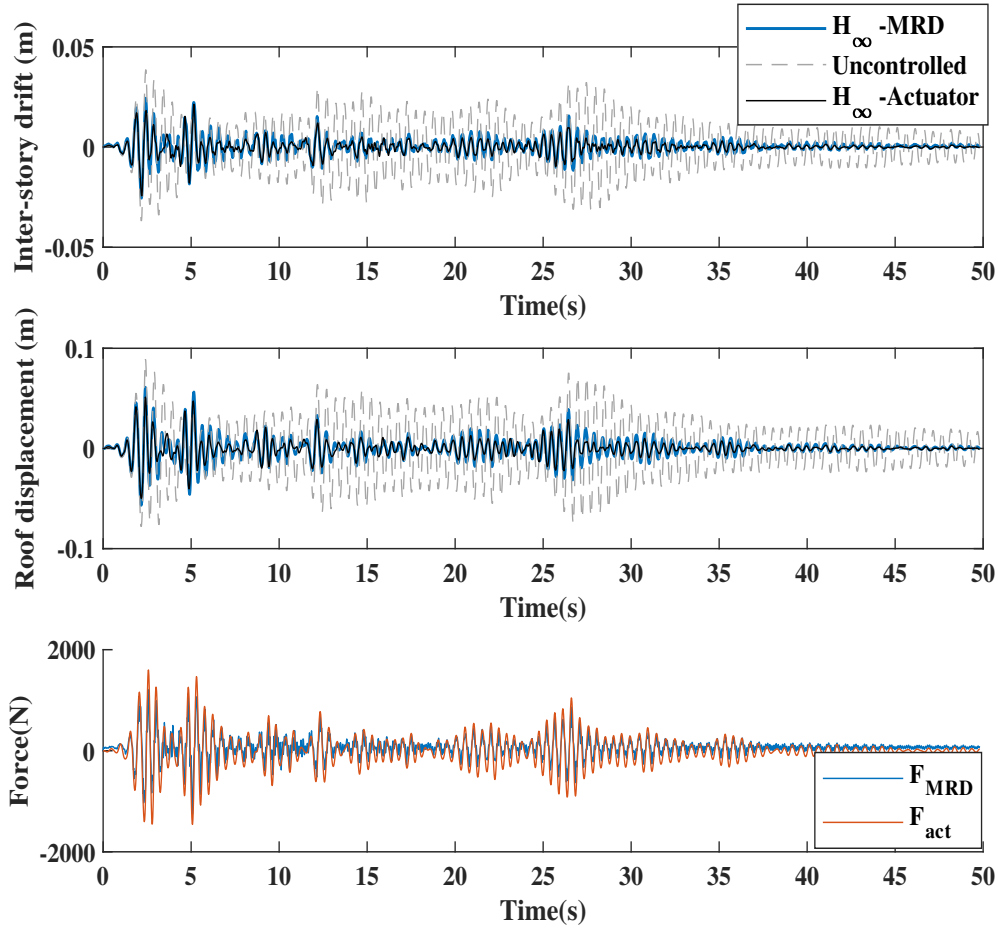 H∞ -MRD
Uncontrolled
H∞ -Actuator
Inter-story drift (m)
0.05
0
-0.05
0 5 10 15 20 25 30 35 40 45 50
Time(s)
Roof displacement (m)
0.1
0
-0.1
0 5 10 15 20 25 30 35 40 45 50
Time(s)
Force(N)
2000
0
-2000
F_MRD
F_act
0 5 10 15 20 25 30 35 40 45 50
Time(s)